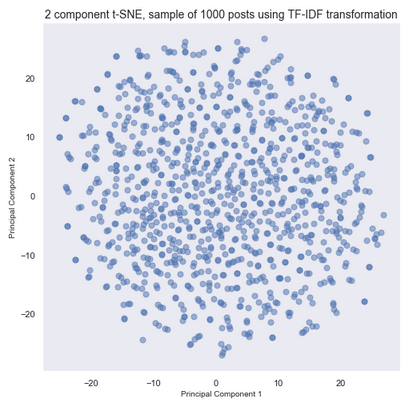 2 component t-SNE, sample of 1000 posts using TF-IDF transformation
20
10
0
−10
−20
Principal Component 2
−20 −10 0 10 20
Principal Component 1